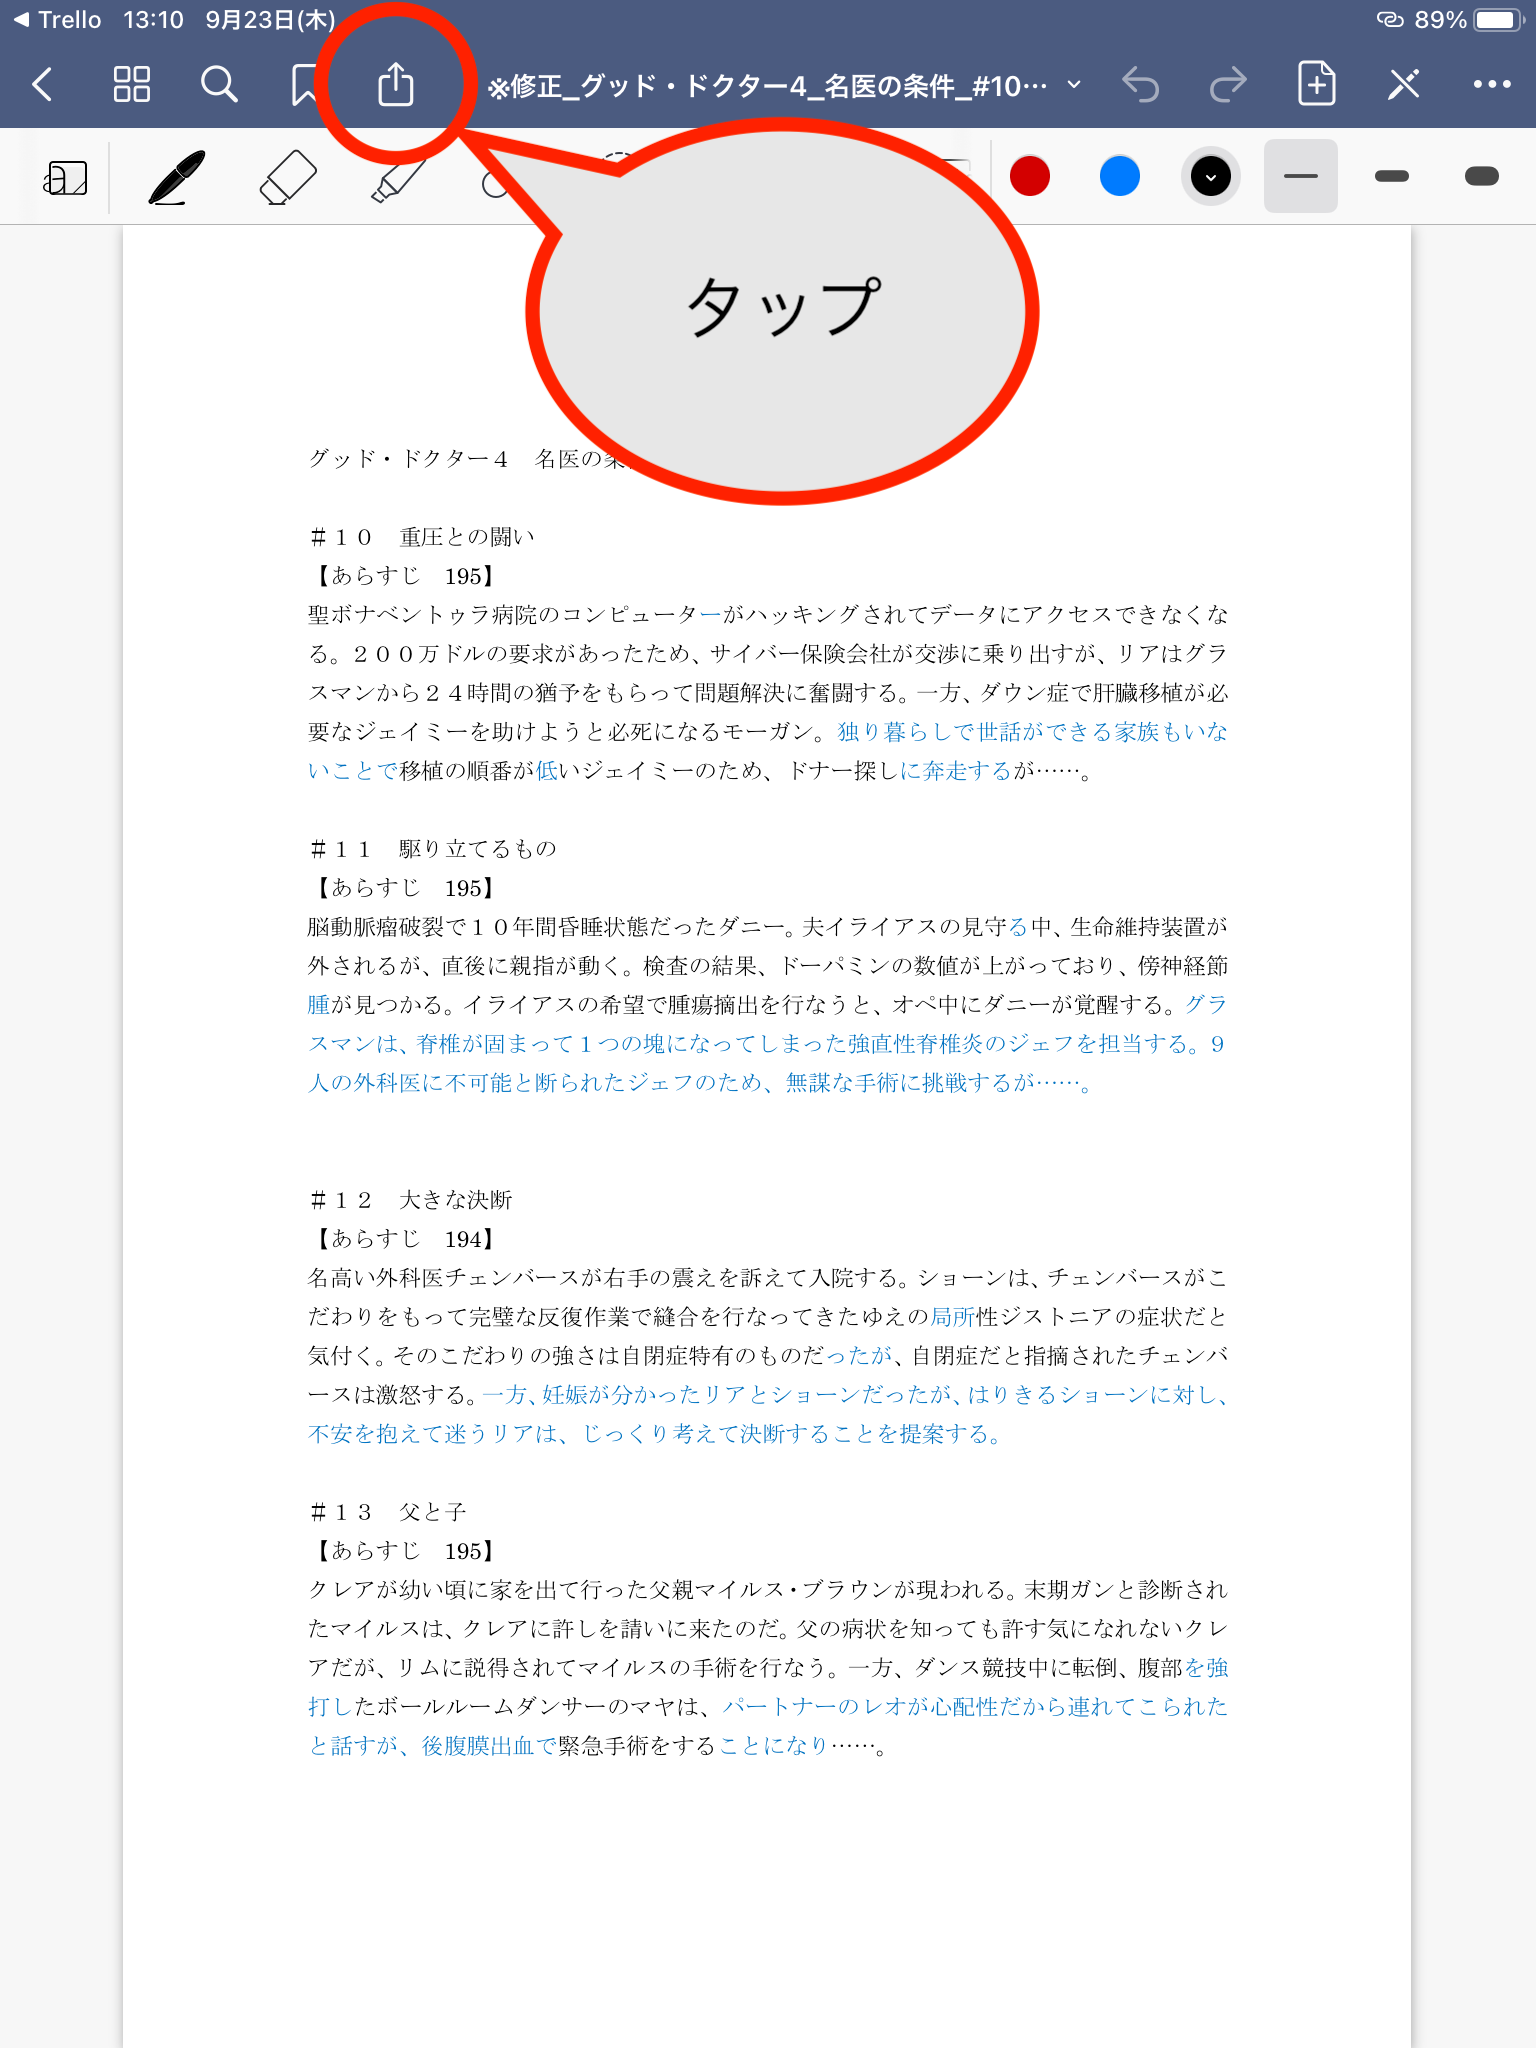 Trello 13:10 9月23日(木) 89%
※修正_グッド・ドクター4_名医の条件_#10…
タップ
グッド・ドクター４　名医の
＃１０　重圧との闘い
【あらすじ　195】
聖ボナベントゥラ病院のコンピューターがハッキングされてデータにアクセスできなくな
る。２００万ドルの要求があったため、サイバー保険会社が交渉に乗り出すが、リアはグラ
スマンから２４時間の猶予をもらって問題解決に奮闘する。一方、ダウン症で肝臓移植が必
要なジェイミーを助けようと必死になるモーガン。独り暮らしで世話ができる家族もいな
いことで移植の順番が低いジェイミーのため、ドナー探しに奔走するが……。
＃１１　駆り立てるもの
【あらすじ　195】
脳動脈瘤破裂で１０年間昏睡状態だったダニー。夫イライアスの見守る中、生命維持装置が
外されるが、直後に親指が動く。検査の結果、ドーパミンの数値が上がっており、傍神経節
腫が見つかる。イライアスの希望で腫瘍摘出を行なうと、オペ中にダニーが覚醒する。グラ
スマンは、脊椎が固まって１つの塊になってしまった強直性脊椎炎のジェフを担当する。９
人の外科医に不可能と断られたジェフのため、無謀な手術に挑戦するが……。
＃１２　大きな決断
【あらすじ　194】
名高い外科医チェンバースが右手の震えを訴えて入院する。ショーンは、チェンバースがこ
だわりをもって完璧な反復作業で縫合を行なってきたゆえの局所性ジストニアの症状だと
気付く。そのこだわりの強さは自閉症特有のものだったが、自閉症だと指摘されたチェンバ
ースは激怒する。一方、妊娠が分かったリアとショーンだったが、はりきるショーンに対し、
不安を抱えて迷うリアは、じっくり考えて決断することを提案する。
＃１３　父と子
【あらすじ　195】
クレアが幼い頃に家を出て行った父親マイルス・ブラウンが現われる。末期ガンと診断され
たマイルスは、クレアに許しを請いに来たのだ。父の病状を知っても許す気になれないクレ
アだが、リムに説得されてマイルスの手術を行なう。一方、ダンス競技中に転倒、腹部を強
打したボールルームダンサーのマヤは、パートナーのレオが心配性だから連れてこられた
と話すが、後腹膜出血で緊急手術をすることになり……。